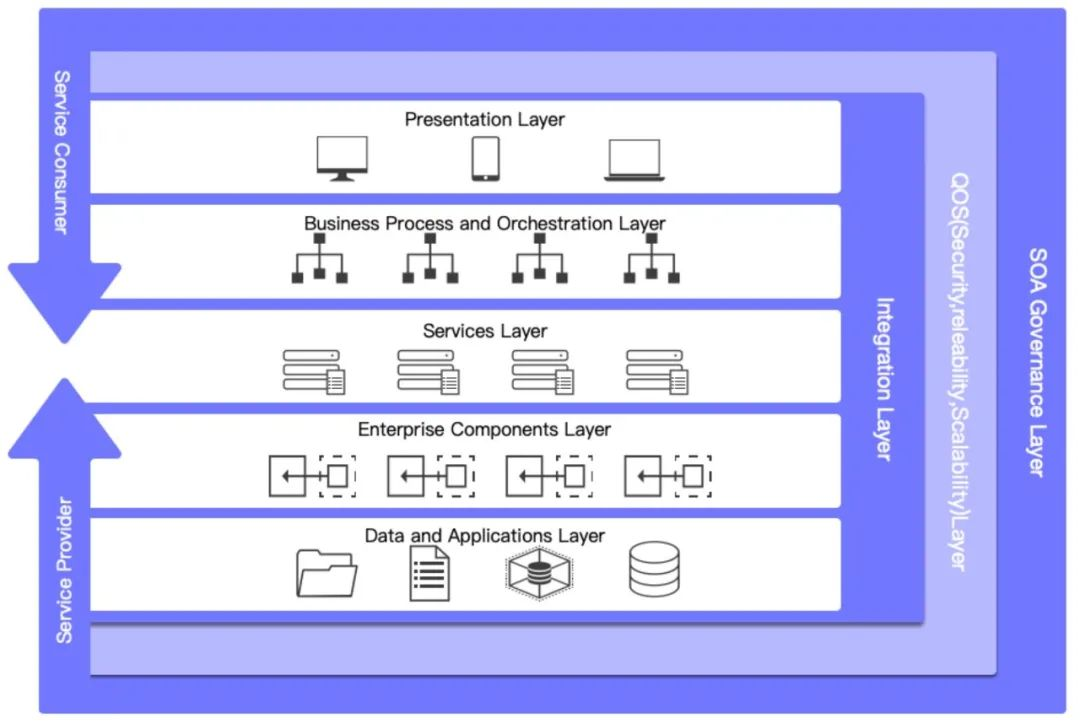 Service Consumer
Presentation Layer
Business Process and Orchestration Layer
Services Layer
Enterprise Components Layer
Data and Applications Layer
Service Provider
Integration Layer
QOS(Security,releability,Scalability)Layer
SOA Governance Layer